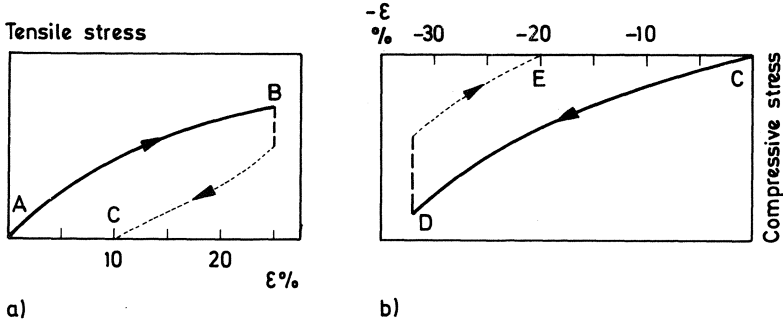 Tensile stress
A
B
C
10
20
Ɛ%
a)
-Ɛ
%
-30
-20
-10
E
C
D
Compressive stress
b)